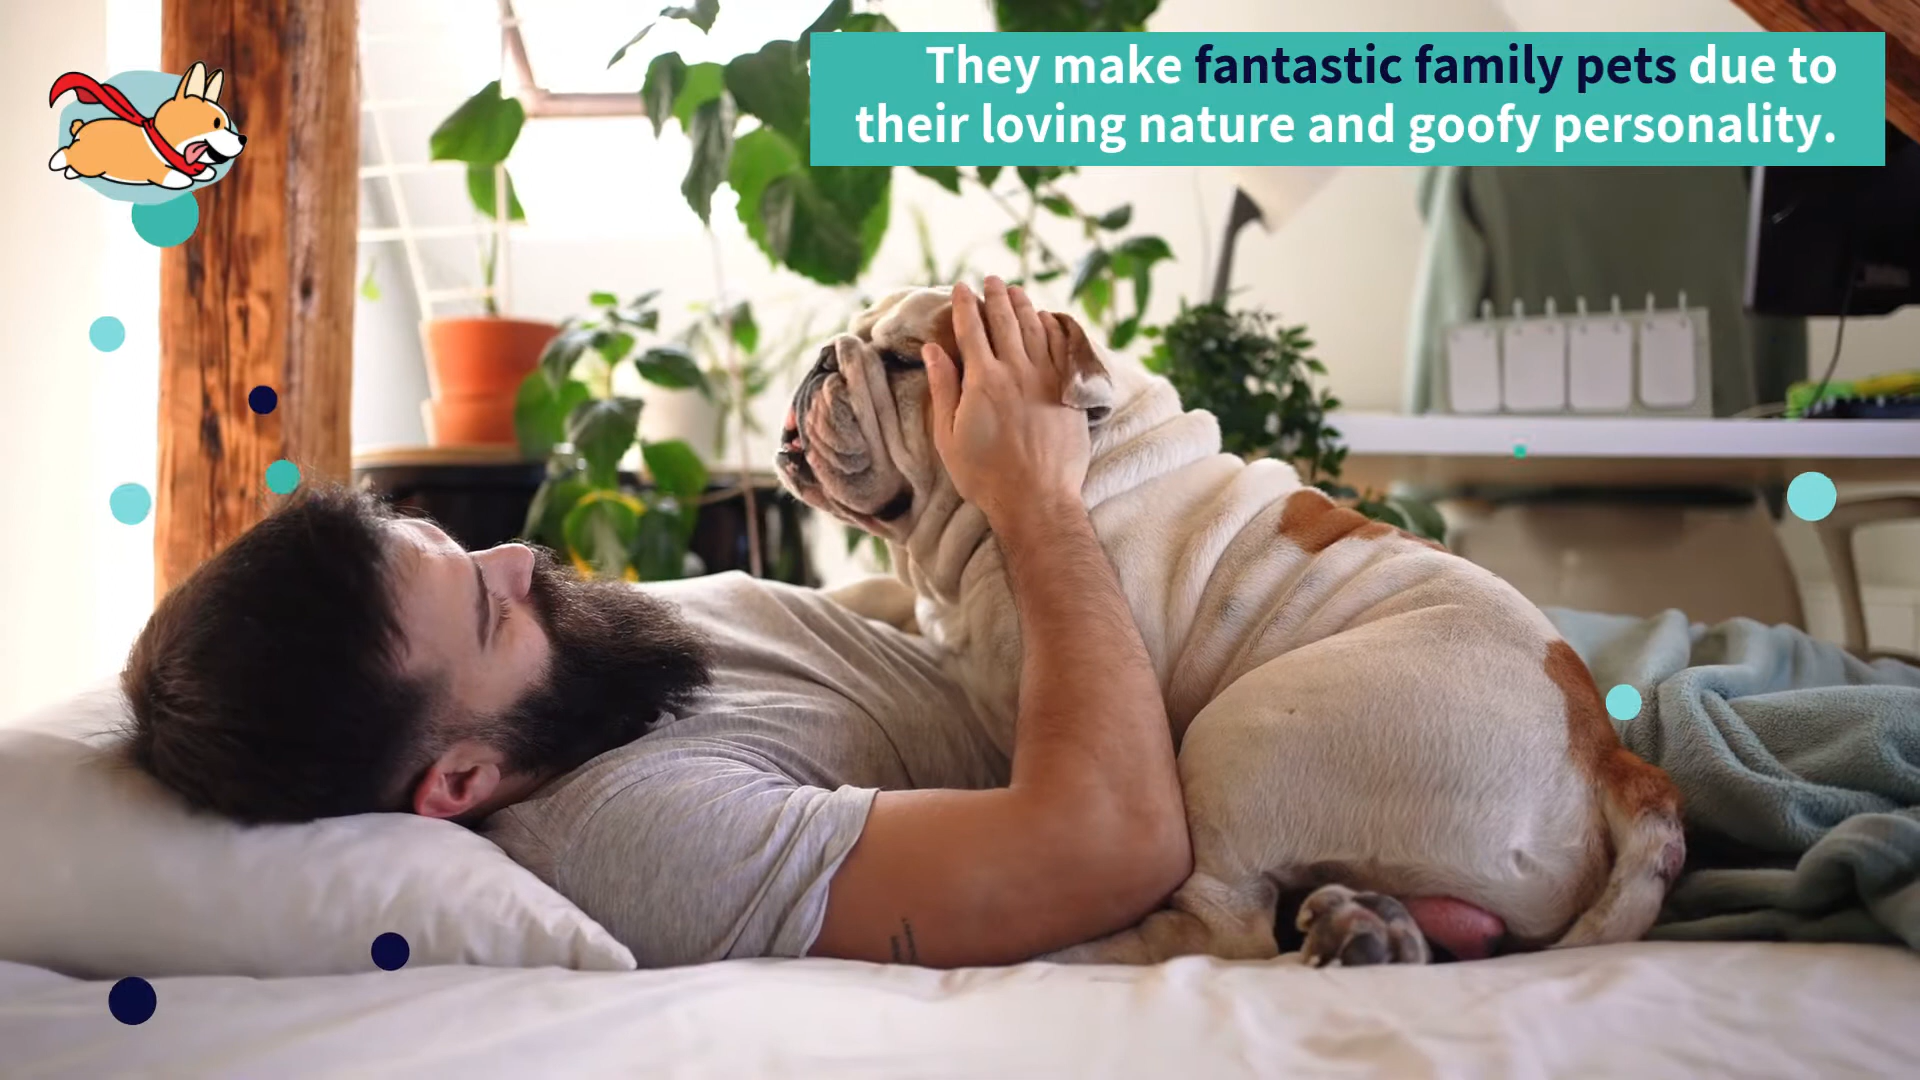 They make fantastic family pets due to
their loving nature and goofy personality.